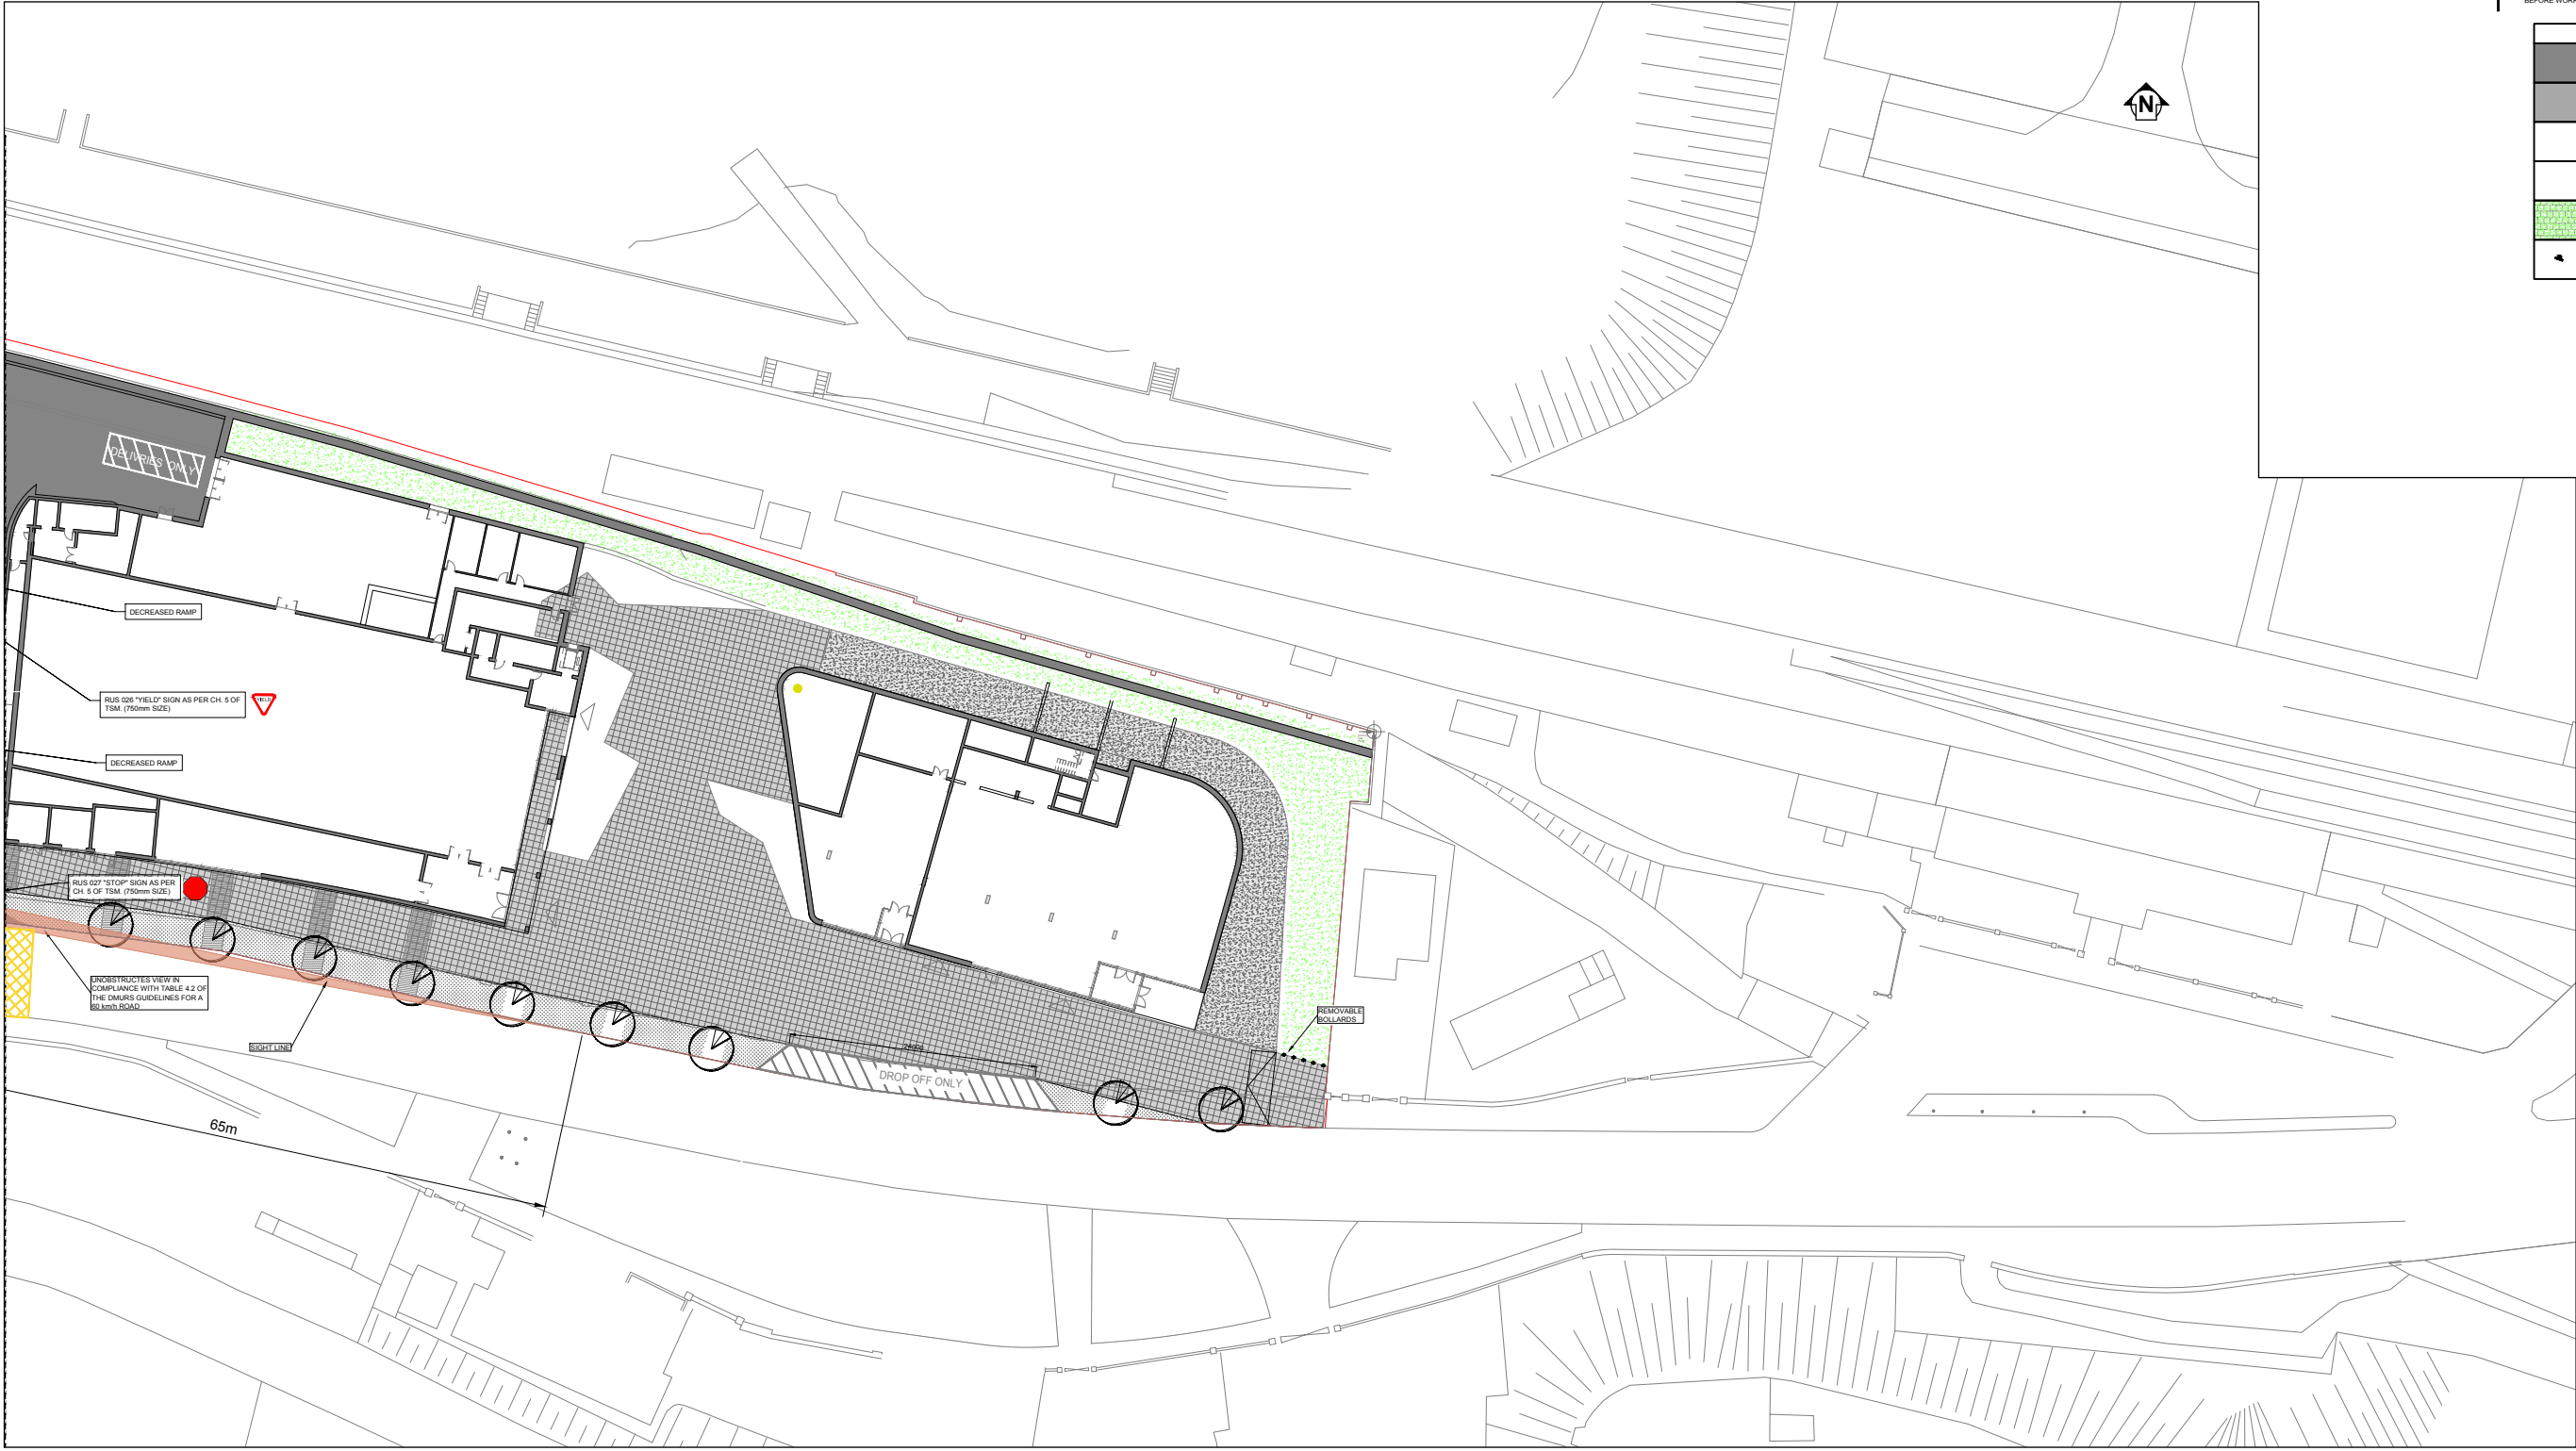 N
DELIVRIES ONLY
DECREASED RAMP
RUS 026 "YIELD" SIGN AS PER CH. 5 OF
TSM. (750mm SIZE)
YIELD
DECREASED RAMP
RUS 027 "STOP" SIGN AS PER
CH. 5 OF TSM. (750mm SIZE)
UNOBSTRUCTES VIEW IN
COMPLIANCE WITH TABLE 4.2 OF
THE DMURS GUIDELINES FOR A
60 km/h ROAD
SIGHT LINE
REMOVABLE
BOLLARDS
DROP OFF ONLY
65m